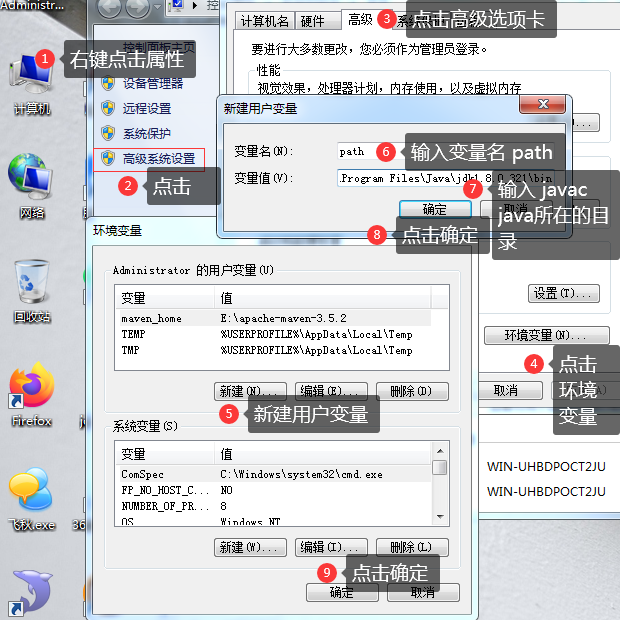 Administr...
计算机
网络
回收站
Firefox
飞秋.exe
36
1 右键点击属性
控制面板主页
设备管理器
远程设置
系统保护
高级系统设置
2 点击
计算机名
硬件
高级
3 点击高级选项卡
要进行大多数更改，您必须作为管理员登录。
性能
视觉效果，处理器计划，内存使用，以及虚拟内存
新建用户变量
变量名(N):
path
6 输入变量名 path
变量值(V):
Program Files\Java\jdk1.8.0_321\bin
7 输入 javac
java所在的目
录
确定
取消
8 点击确定
设置(T)...
环境变量(N)...
4 点击
环境
变量
取消
WIN-UHBDPOCT2JU
WIN-UHBDPOCT2JU
环境变量
Administrator 的用户变量(U)
变量 值
maven_home E:\apache-maven-3.5.2
TEMP %USERPROFILE%\AppData\Local\Temp
TMP %USERPROFILE%\AppData\Local\Temp
新建(N)... 编辑(E)... 删除(D)
5 新建用户变量
系统变量(S)
变量 值
ComSpec C:\Windows\system32\cmd.exe
FP_NO_HOST_C... NO
NUMBER_OF_PR... 8
OS Windows_NT
新建(W)... 编辑(I)... 删除(L)
9 点击确定
确定 取消